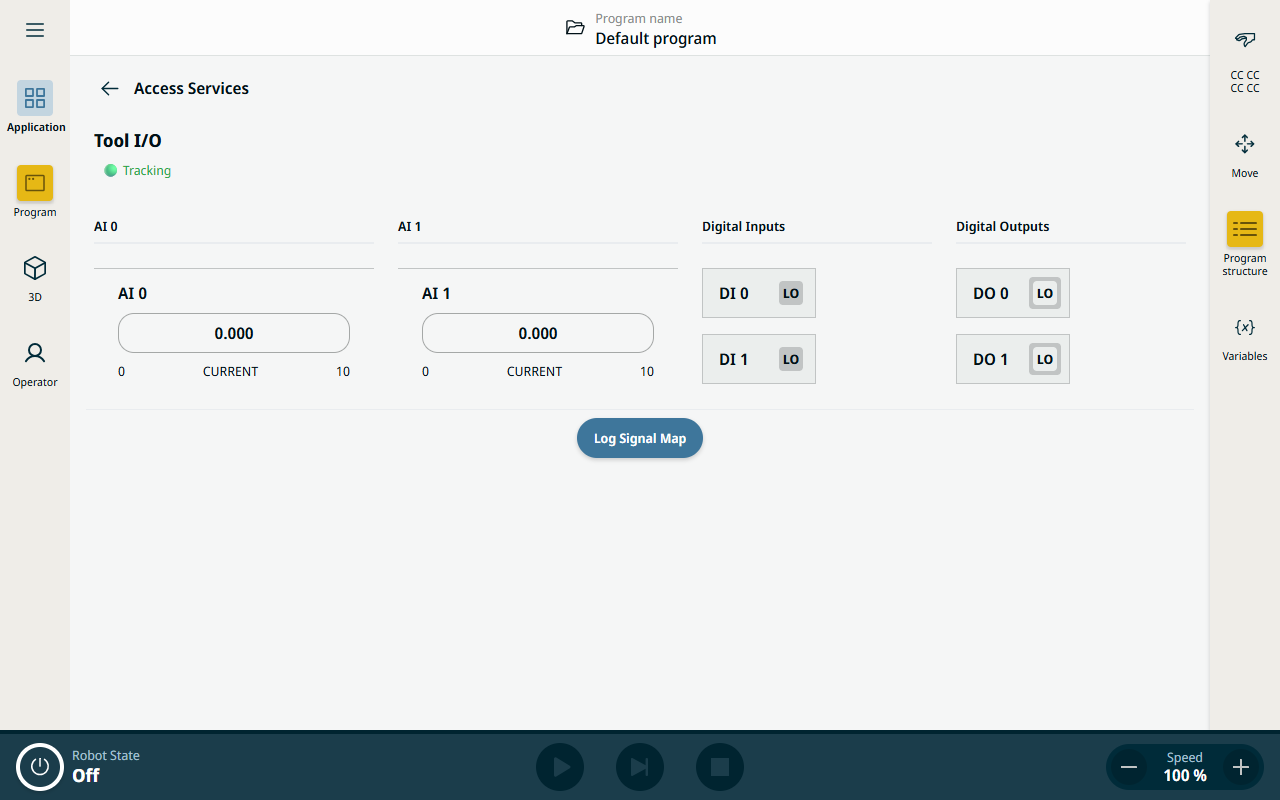 Program name
Default program
Application
Program
3D
Operator
Access Services
Tool I/O
Tracking
AI 0
AI 1
Digital Inputs
Digital Outputs
AI 0
0.000
0 CURRENT 10
AI 1
0.000
0 CURRENT 10
DI 0 LO
DI 1 LO
DO 0 LO
DO 1 LO
Log Signal Map
CC CC
CC CC
Move
Program
structure
{x}
Variables
Robot State
Off
Speed
100 %